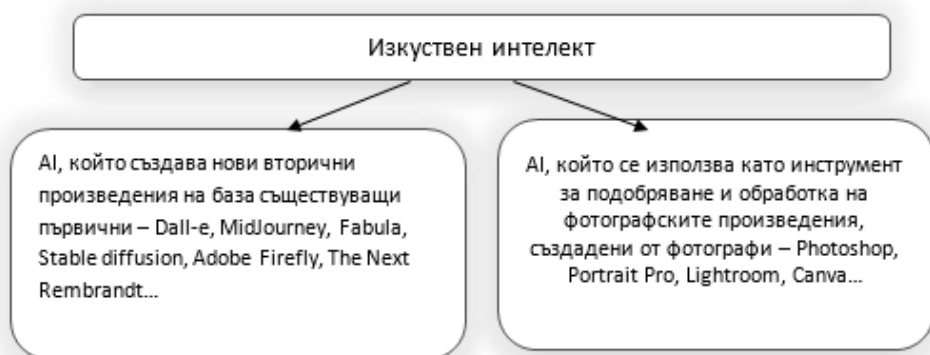 Изкуствен интелект
AI, който създава нови вторични
произведения на база съществуващи
първични – Dall-e, MidJourney, Fabula,
Stable diffusion, Adobe Firefly, The Next
Rembrandt...
AI, който се използва като инструмент
за подобряване и обработка на
фотографските произведения,
създадени от фотографи – Photoshop,
Portrait Pro, Lightroom, Canva...